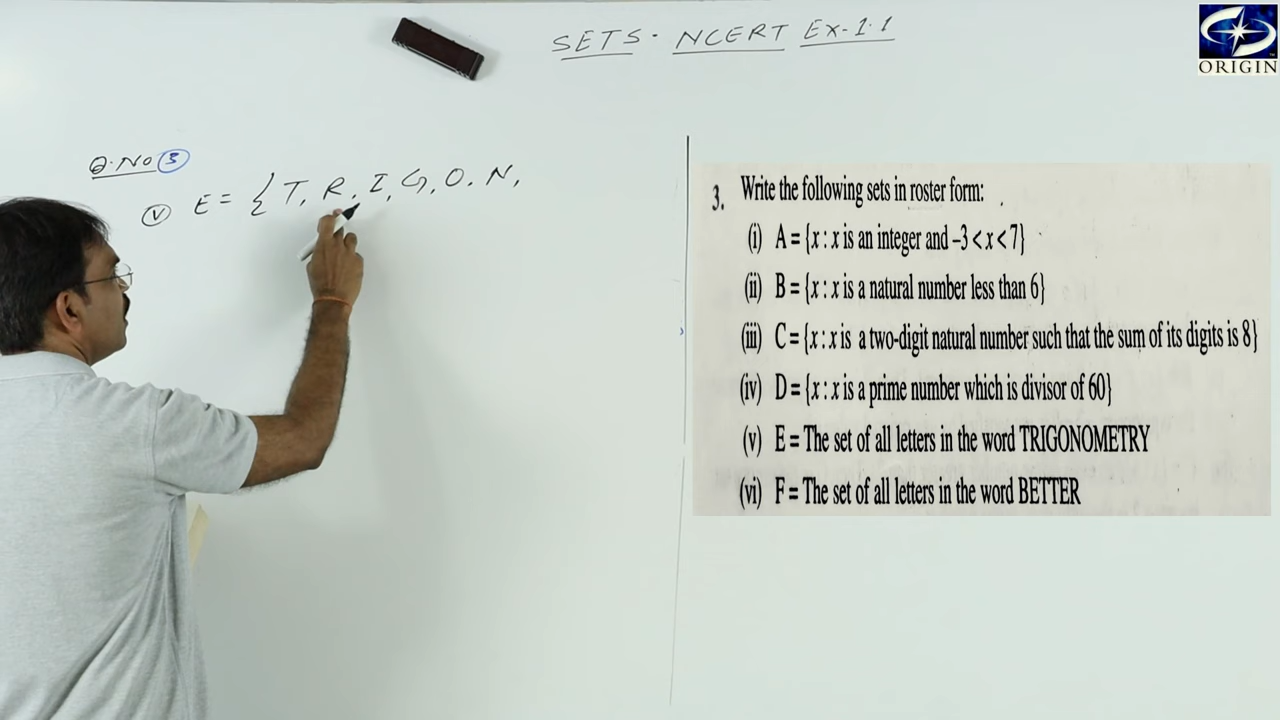 SETS. NCERT Ex-1.1
ORIGIN
Q.No 3
(v) E = { T, R, I, G, O, N,
3. Write the following sets in roster form:
(i) A = {x : x is an integer and –3 < x < 7}
(ii) B = {x : x is a natural number less than 6}
(iii) C = {x : x is a two-digit natural number such that the sum of its digits is 8}
(iv) D = {x : x is a prime number which is divisor of 60}
(v) E = The set of all letters in the word TRIGONOMETRY
(vi) F = The set of all letters in the word BETTER